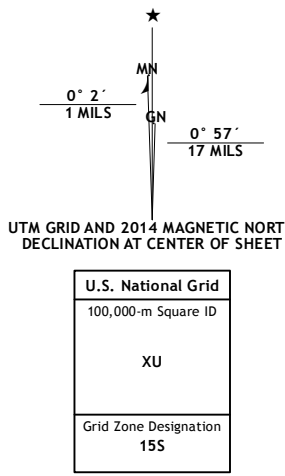 MN
0° 2´
1 MILS
GN
0° 57´
17 MILS
UTM GRID AND 2014 MAGNETIC NORT
DECLINATION AT CENTER OF SHEET
U.S. National Grid
100,000-m Square ID
XU
Grid Zone Designation
15S